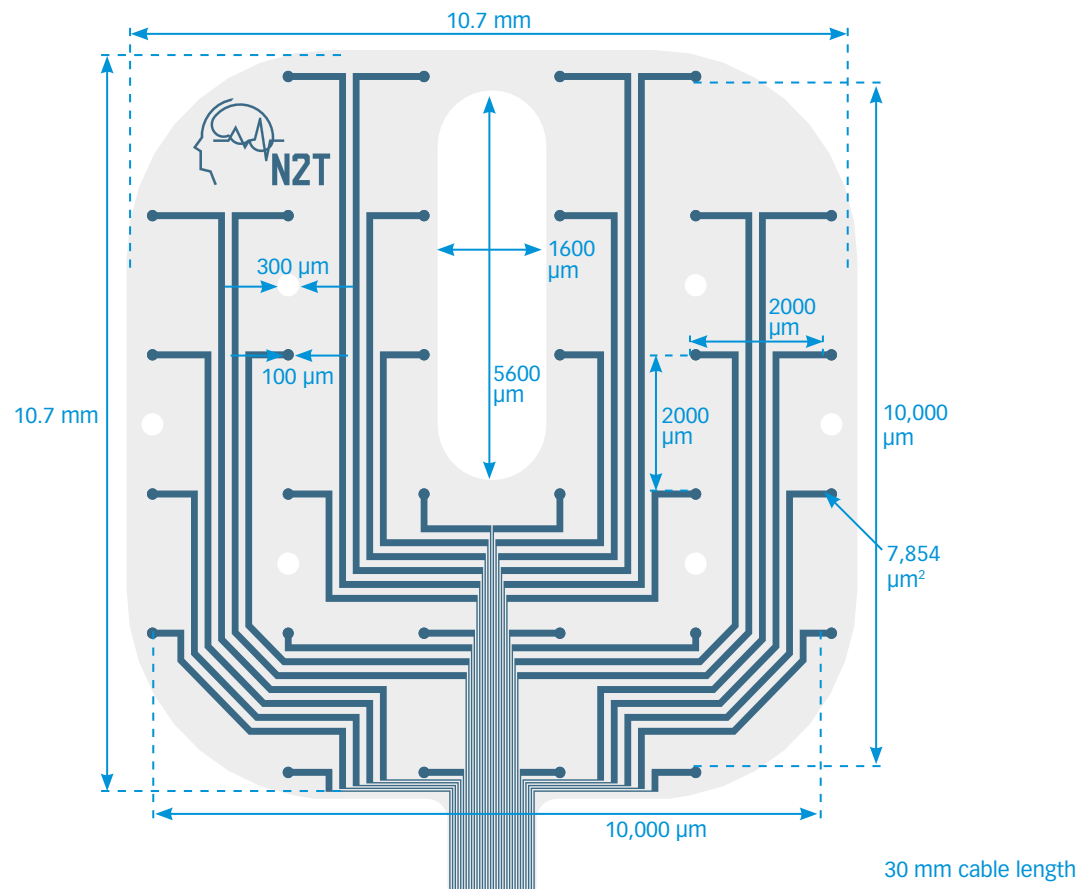 10.7 mm
N2T
1600
µm
300 µm
2000
µm
100 µm
5600
µm
10.7 mm
2000
µm
10,000
µm
7,854
µm²
10,000 µm
30 mm cable length